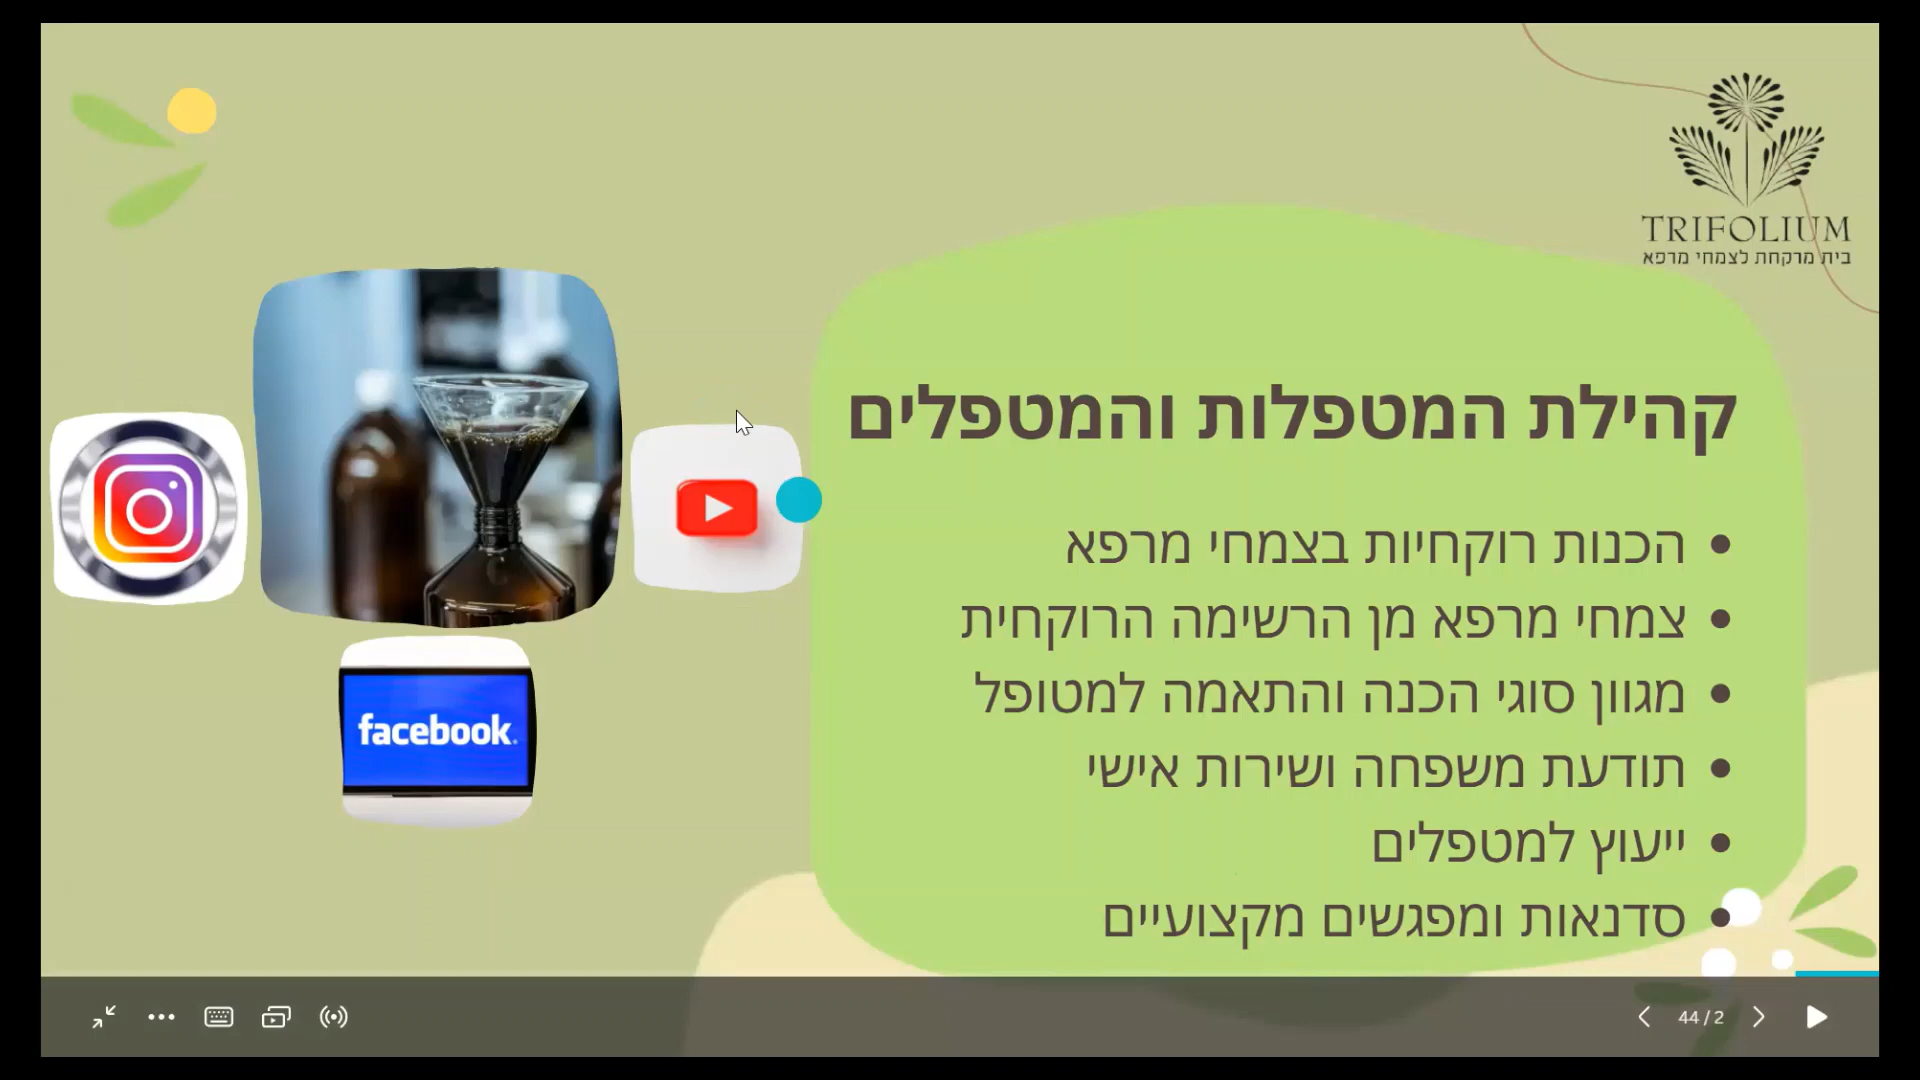 TRIFOLIUM
בית מרקחת לצמחי מרפא
קהילת המטפלות והמטפלים
• הכנות רוקחיות בצמחי מרפא
• צמחי מרפא מן הרשימה הרוקחית
• מגוון סוגי הכנה והתאמה למטופל
• תודעת משפחה ושירות אישי
• ייעוץ למטפלים
• סדנאות ומפגשים מקצועיים
facebook.
44 / 2